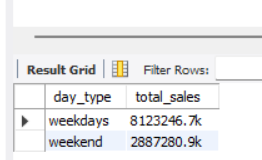 Result Grid Filter Rows:
day_type total_sales
weekdays 8123246.7k
weekend 2887280.9k